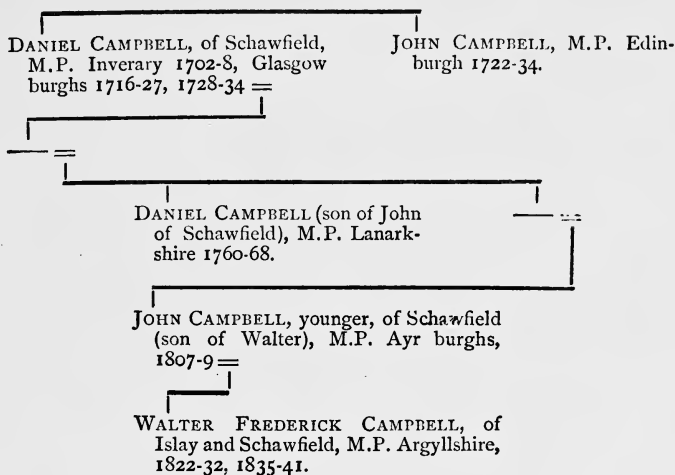 DANIEL CAMPBELL, of Schawfield,
M.P. Inverary 1702-8, Glasgow
burghs 1716-27, 1728-34 =
JOHN CAMPBELL, M.P. Edin-
burgh 1722-34.
— =
DANIEL CAMPBELL (son of John
of Schawfield), M.P. Lanark-
shire 1760-68.
— =
JOHN CAMPBELL, younger, of Schawfield
(son of Walter), M.P. Ayr burghs,
1807-9 =
WALTER FREDERICK CAMPBELL, of
Islay and Schawfield, M.P. Argyllshire,
1822-32, 1835-41.